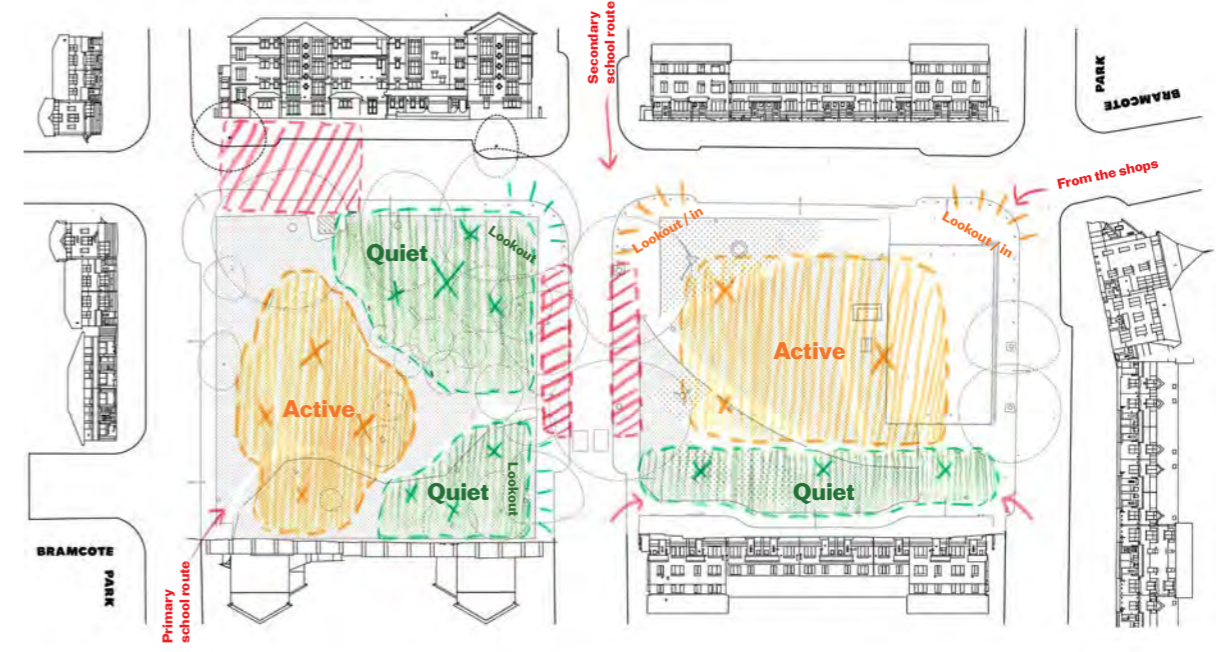 Secondary
school route
PARK
BRAMCOTE
From the shops
Lookout / in
Lookout / in
Quiet
Lookout
Active
Active
Quiet
Lookout
Quiet
BRAMCOTE
PARK
Primary
school route